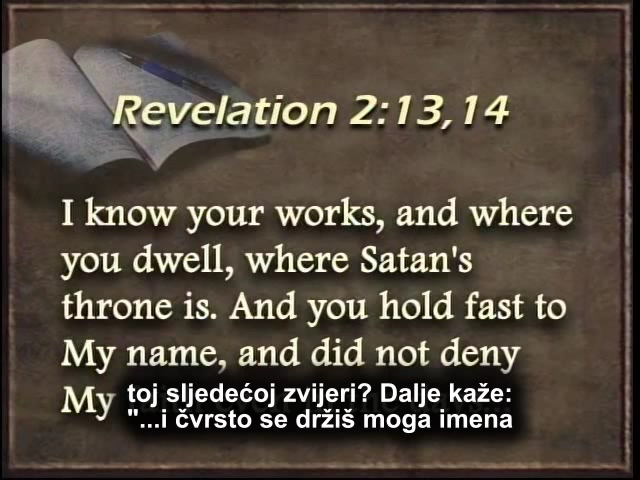 Revelation 2:13,14
I know your works, and where
you dwell, where Satan's
throne is. And you hold fast to
My name, and did not deny
My
toj sljedećoj zvijeri? Dalje kaže:
"...i čvrsto se držiš moga imena